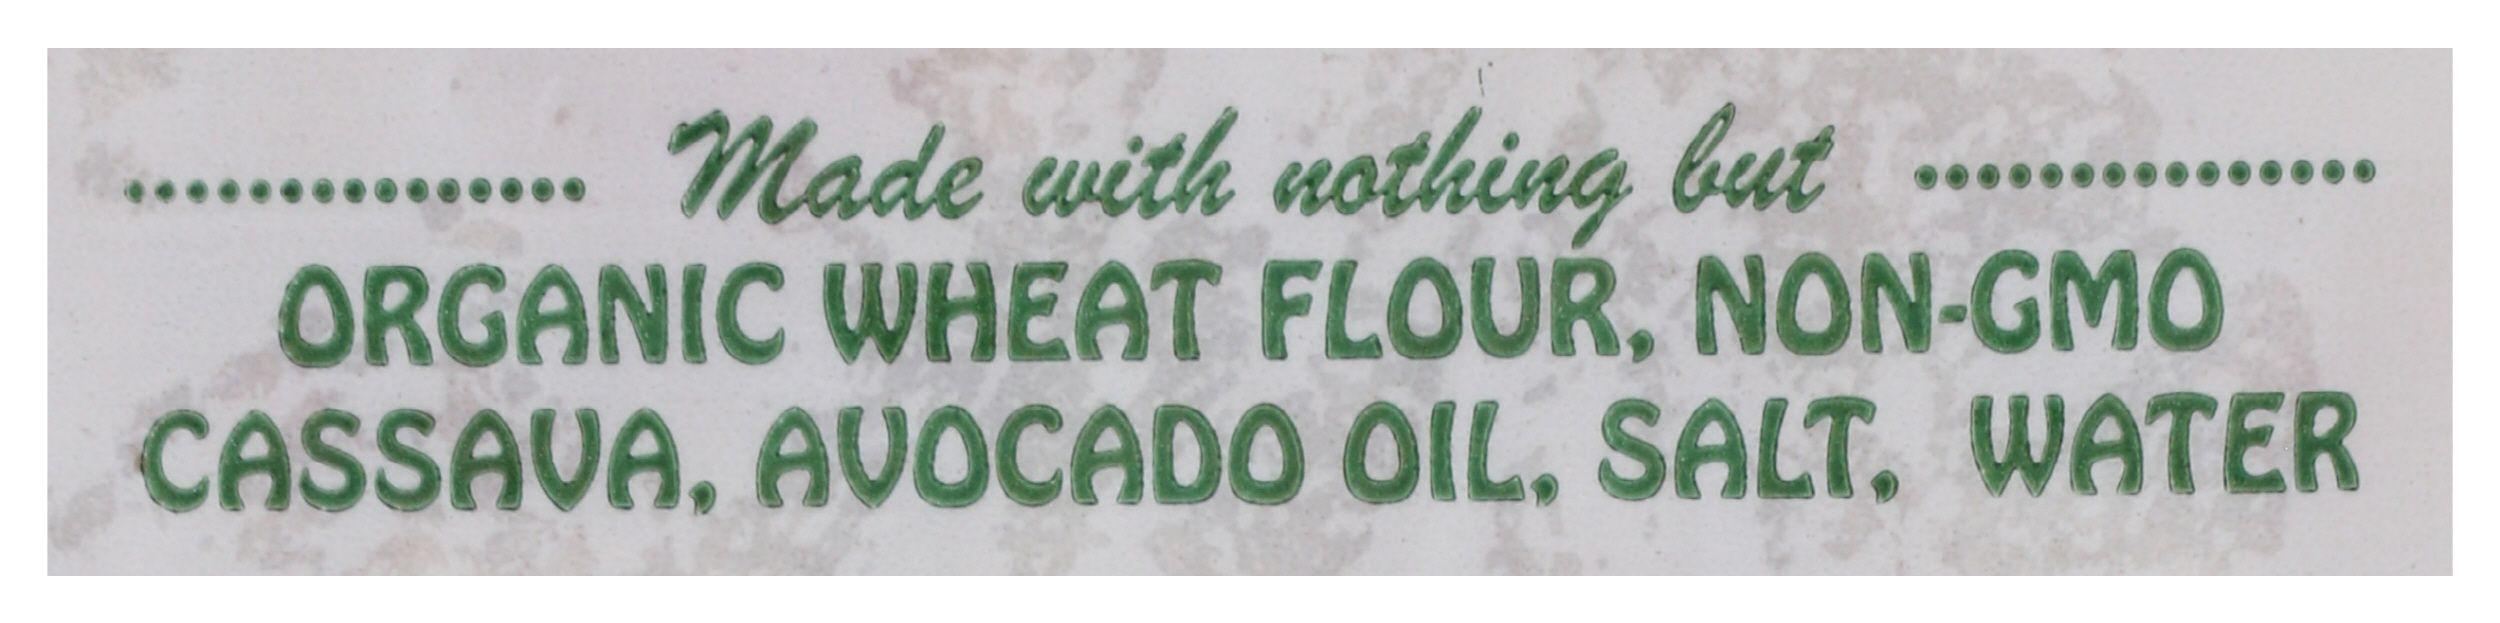 Made with nothing but
ORGANIC WHEAT FLOUR, NON-GMO
CASSAVA, AVOCADO OIL, SALT, WATER